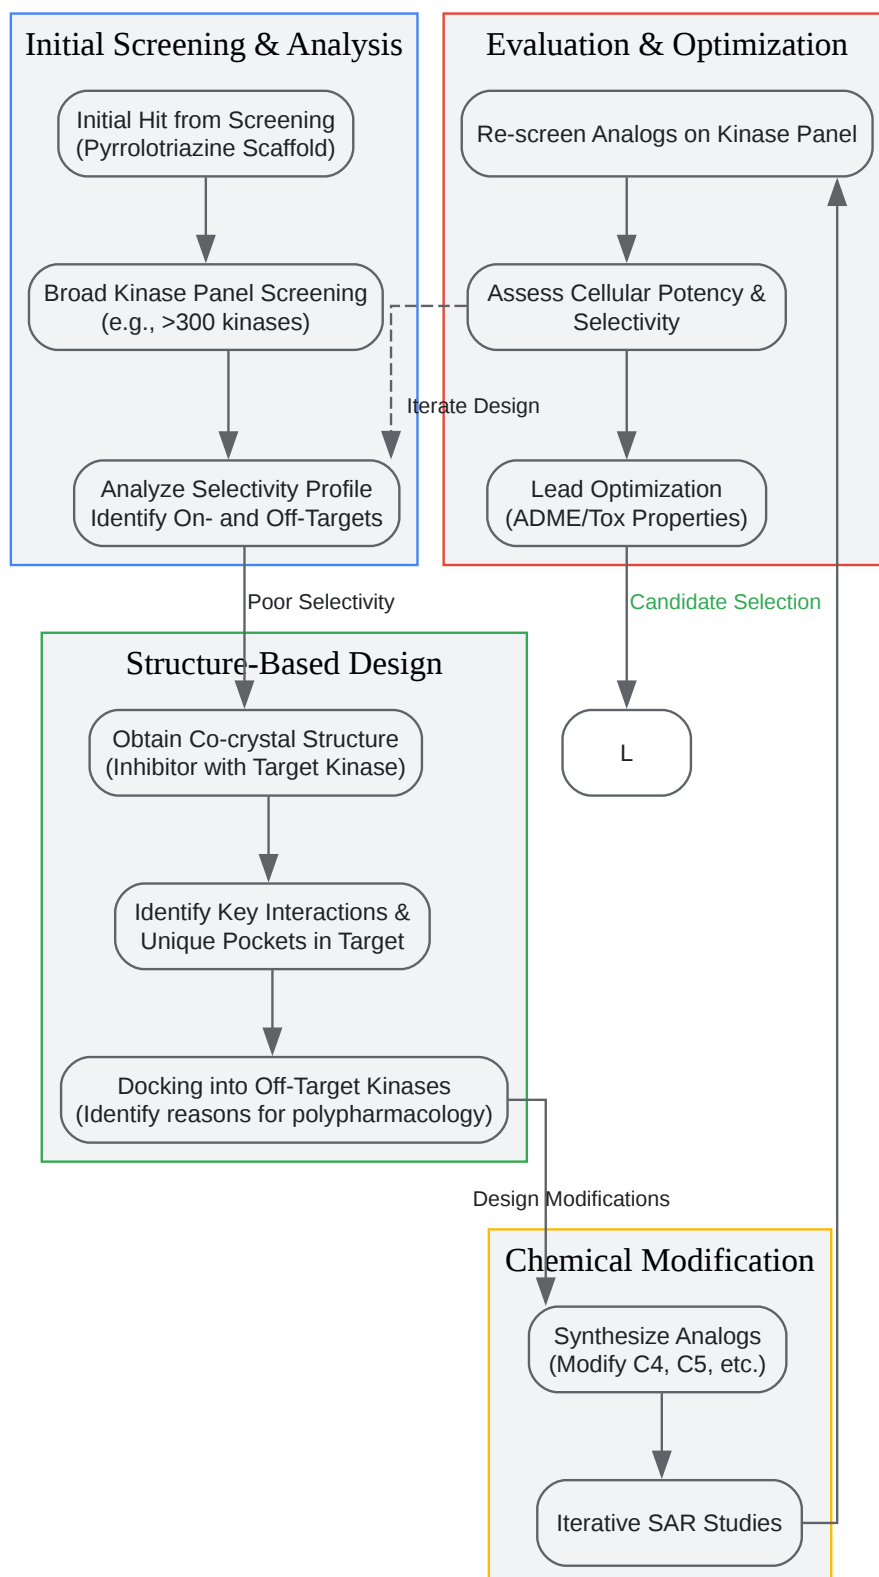 Initial Screening & Analysis
Initial Hit from Screening
(Pyrrolotriazine Scaffold)
Broad Kinase Panel Screening
(e.g., >300 kinases)
Analyze Selectivity Profile
Identify On- and Off-Targets
Evaluation & Optimization
Re-screen Analogs on Kinase Panel
Assess Cellular Potency &
Selectivity
Iterate Design
Lead Optimization
(ADME/Tox Properties)
Poor Selectivity
Candidate Selection
L
Structure-Based Design
Obtain Co-crystal Structure
(Inhibitor with Target Kinase)
Identify Key Interactions &
Unique Pockets in Target
Docking into Off-Target Kinases
(Identify reasons for polypharmacology)
Design Modifications
Chemical Modification
Synthesize Analogs
(Modify C4, C5, etc.)
Iterative SAR Studies